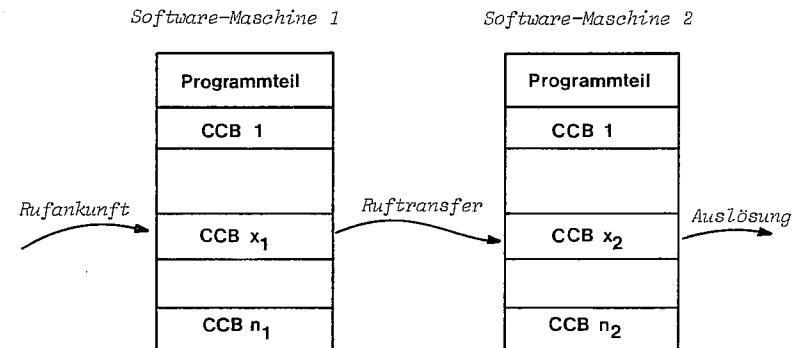 Software-Maschine 1
Software-Maschine 2
Programmteil
Programmteil
CCB 1
CCB 1
Rufankunft
Ruftransfer
Auslösung
CCB x1
CCB x2
CCB n1
CCB n2